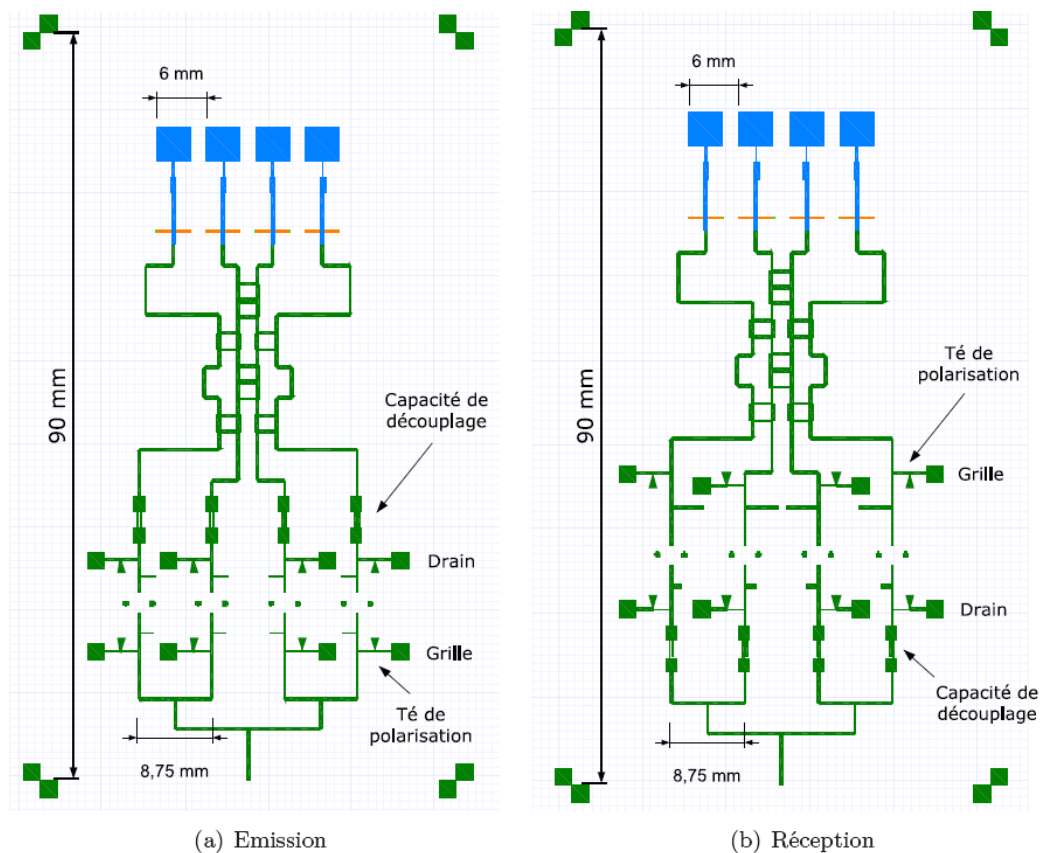 6 mm
90 mm
Capacité de
découplage
Drain
Grille
Té de
polarisation
8,75 mm
(a) Emission
6 mm
90 mm
Té de
polarisation
Grille
Drain
Capacité de
découplage
8,75 mm
(b) Réception